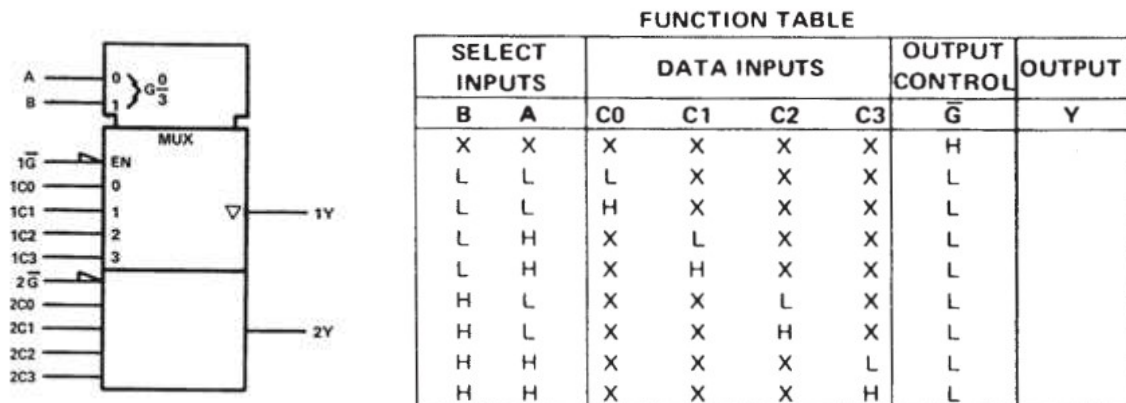 A
B
0
1
G 0/3
MUX
1G̅
EN
1C0
0
1C1
1
1Y
1C2
2
1C3
3
2G̅
2C0
2C1
2Y
2C2
2C3
FUNCTION TABLE
SELECT INPUTS DATA INPUTS OUTPUT CONTROL OUTPUT
B A C0 C1 C2 C3 G̅ Y
X X X X X X H
L L L X X X L
L L H X X X L
L H X L X X L
L H X H X X L
H L X X L X L
H L X X H X L
H H X X X L L
H H X X X H L